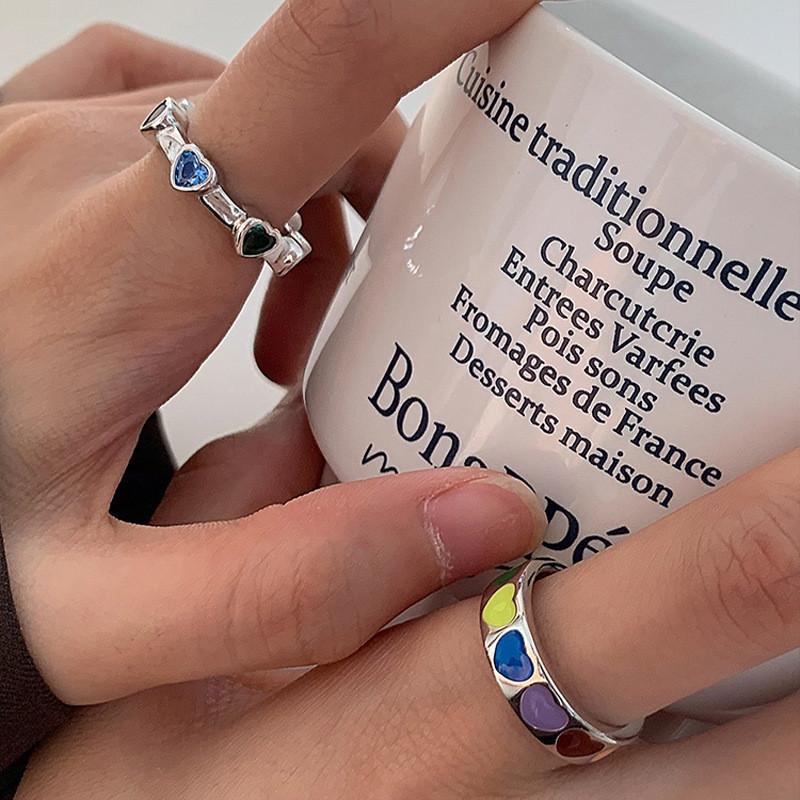 Cuisine traditionnelle
Soupe
Charcutcrie
Entrees Varfees
Pois sons
Fromages de France
Desserts maison